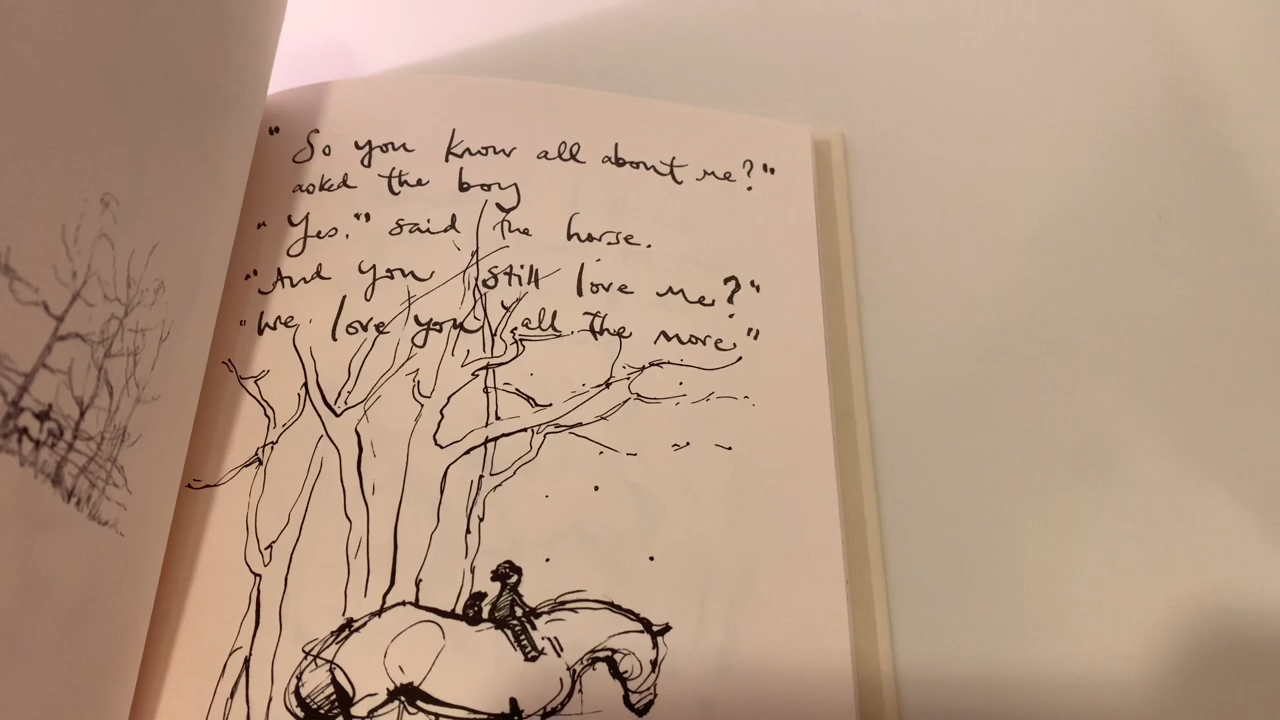 "So you know all about me?"
asked the boy
"Yes," said the horse.
"And you still love me?"
"We love you all the more."